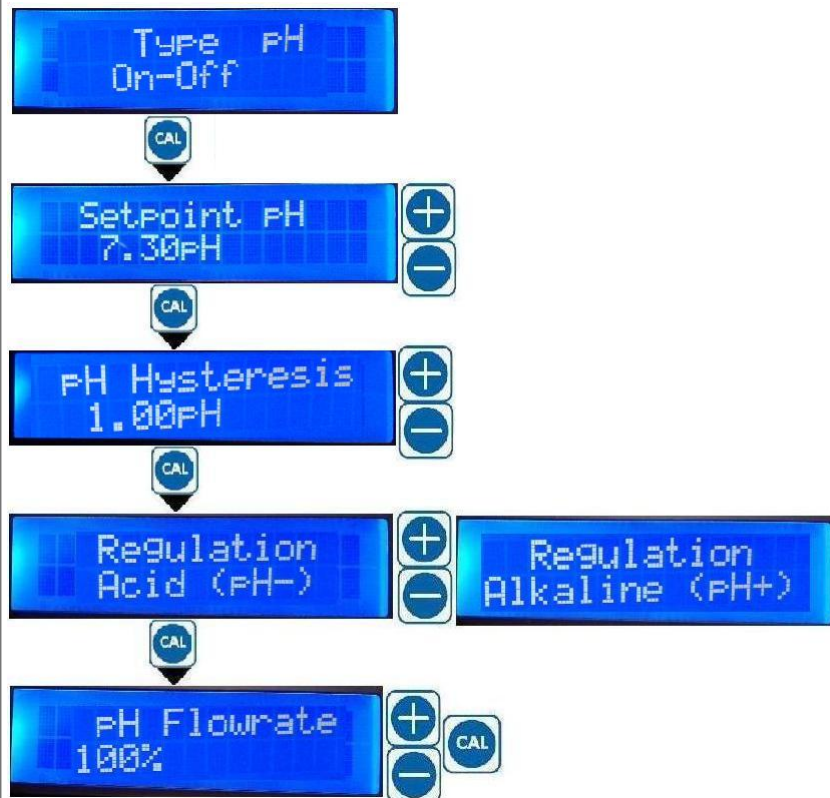 Type pH
On-Off
CAL
Setpoint pH
7.30pH
+
−
CAL
pH Hysteresis
1.00pH
+
−
CAL
Regulation
Acid (pH-)
+
−
Regulation
Alkaline (pH+)
CAL
pH Flowrate
100%
+
−
CAL